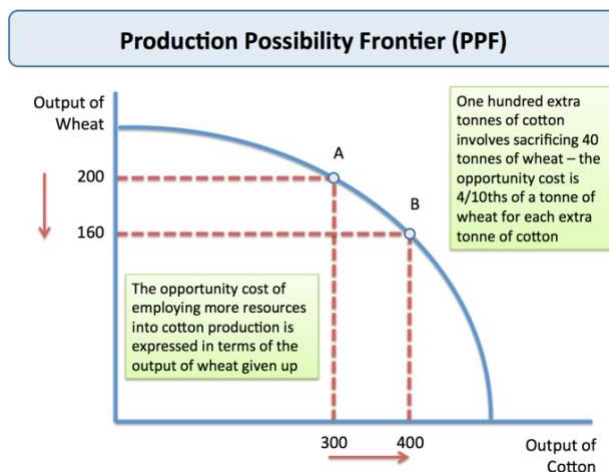 Production Possibility Frontier (PPF)
Output of
Wheat
One hundred extra
tonnes of cotton
involves sacrificing 40
tonnes of wheat – the
opportunity cost is
4/10ths of a tonne of
wheat for each extra
tonne of cotton
A
200
B
160
The opportunity cost of
employing more resources
into cotton production is
expressed in terms of the
output of wheat given up
300
400
Output of
Cotton